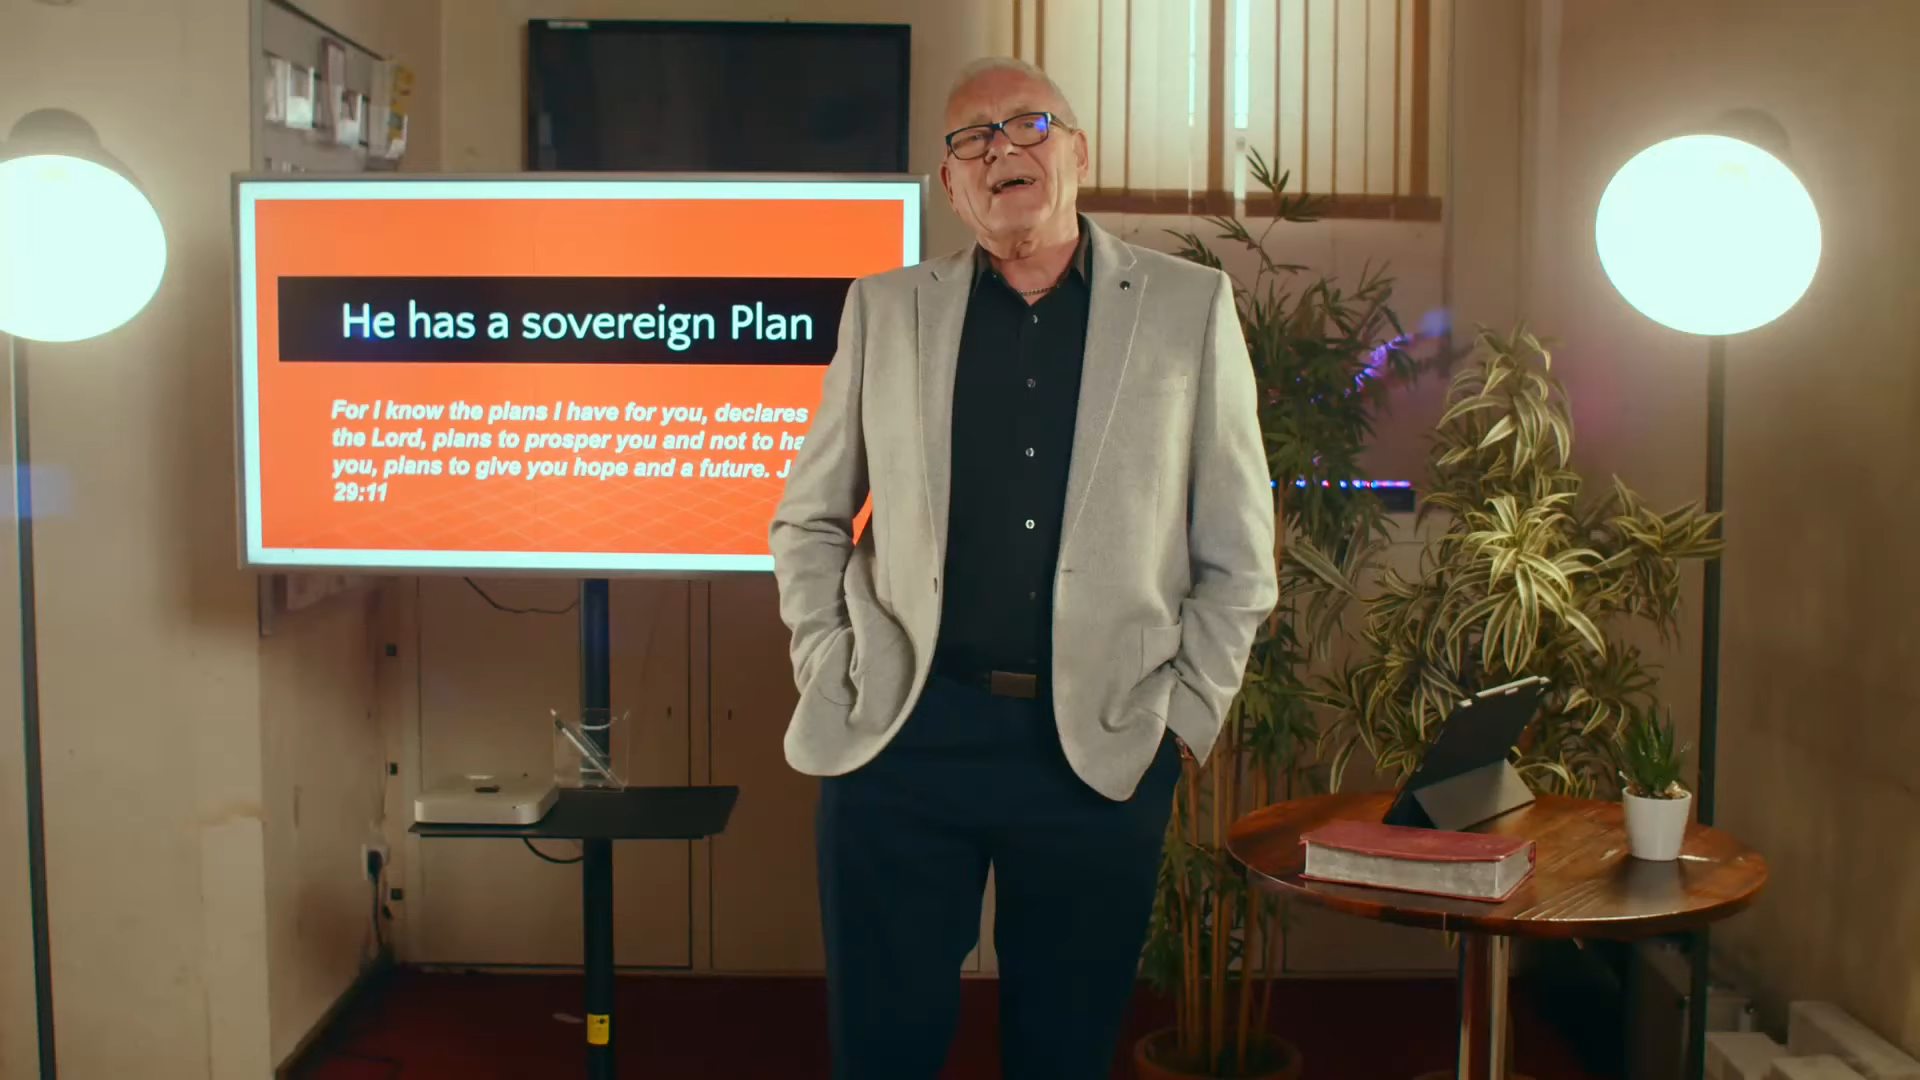 He has a sovereign Plan
For I know the plans I have for you, declares
the Lord, plans to prosper you and not to
you, plans to give you hope and a future.
29:11